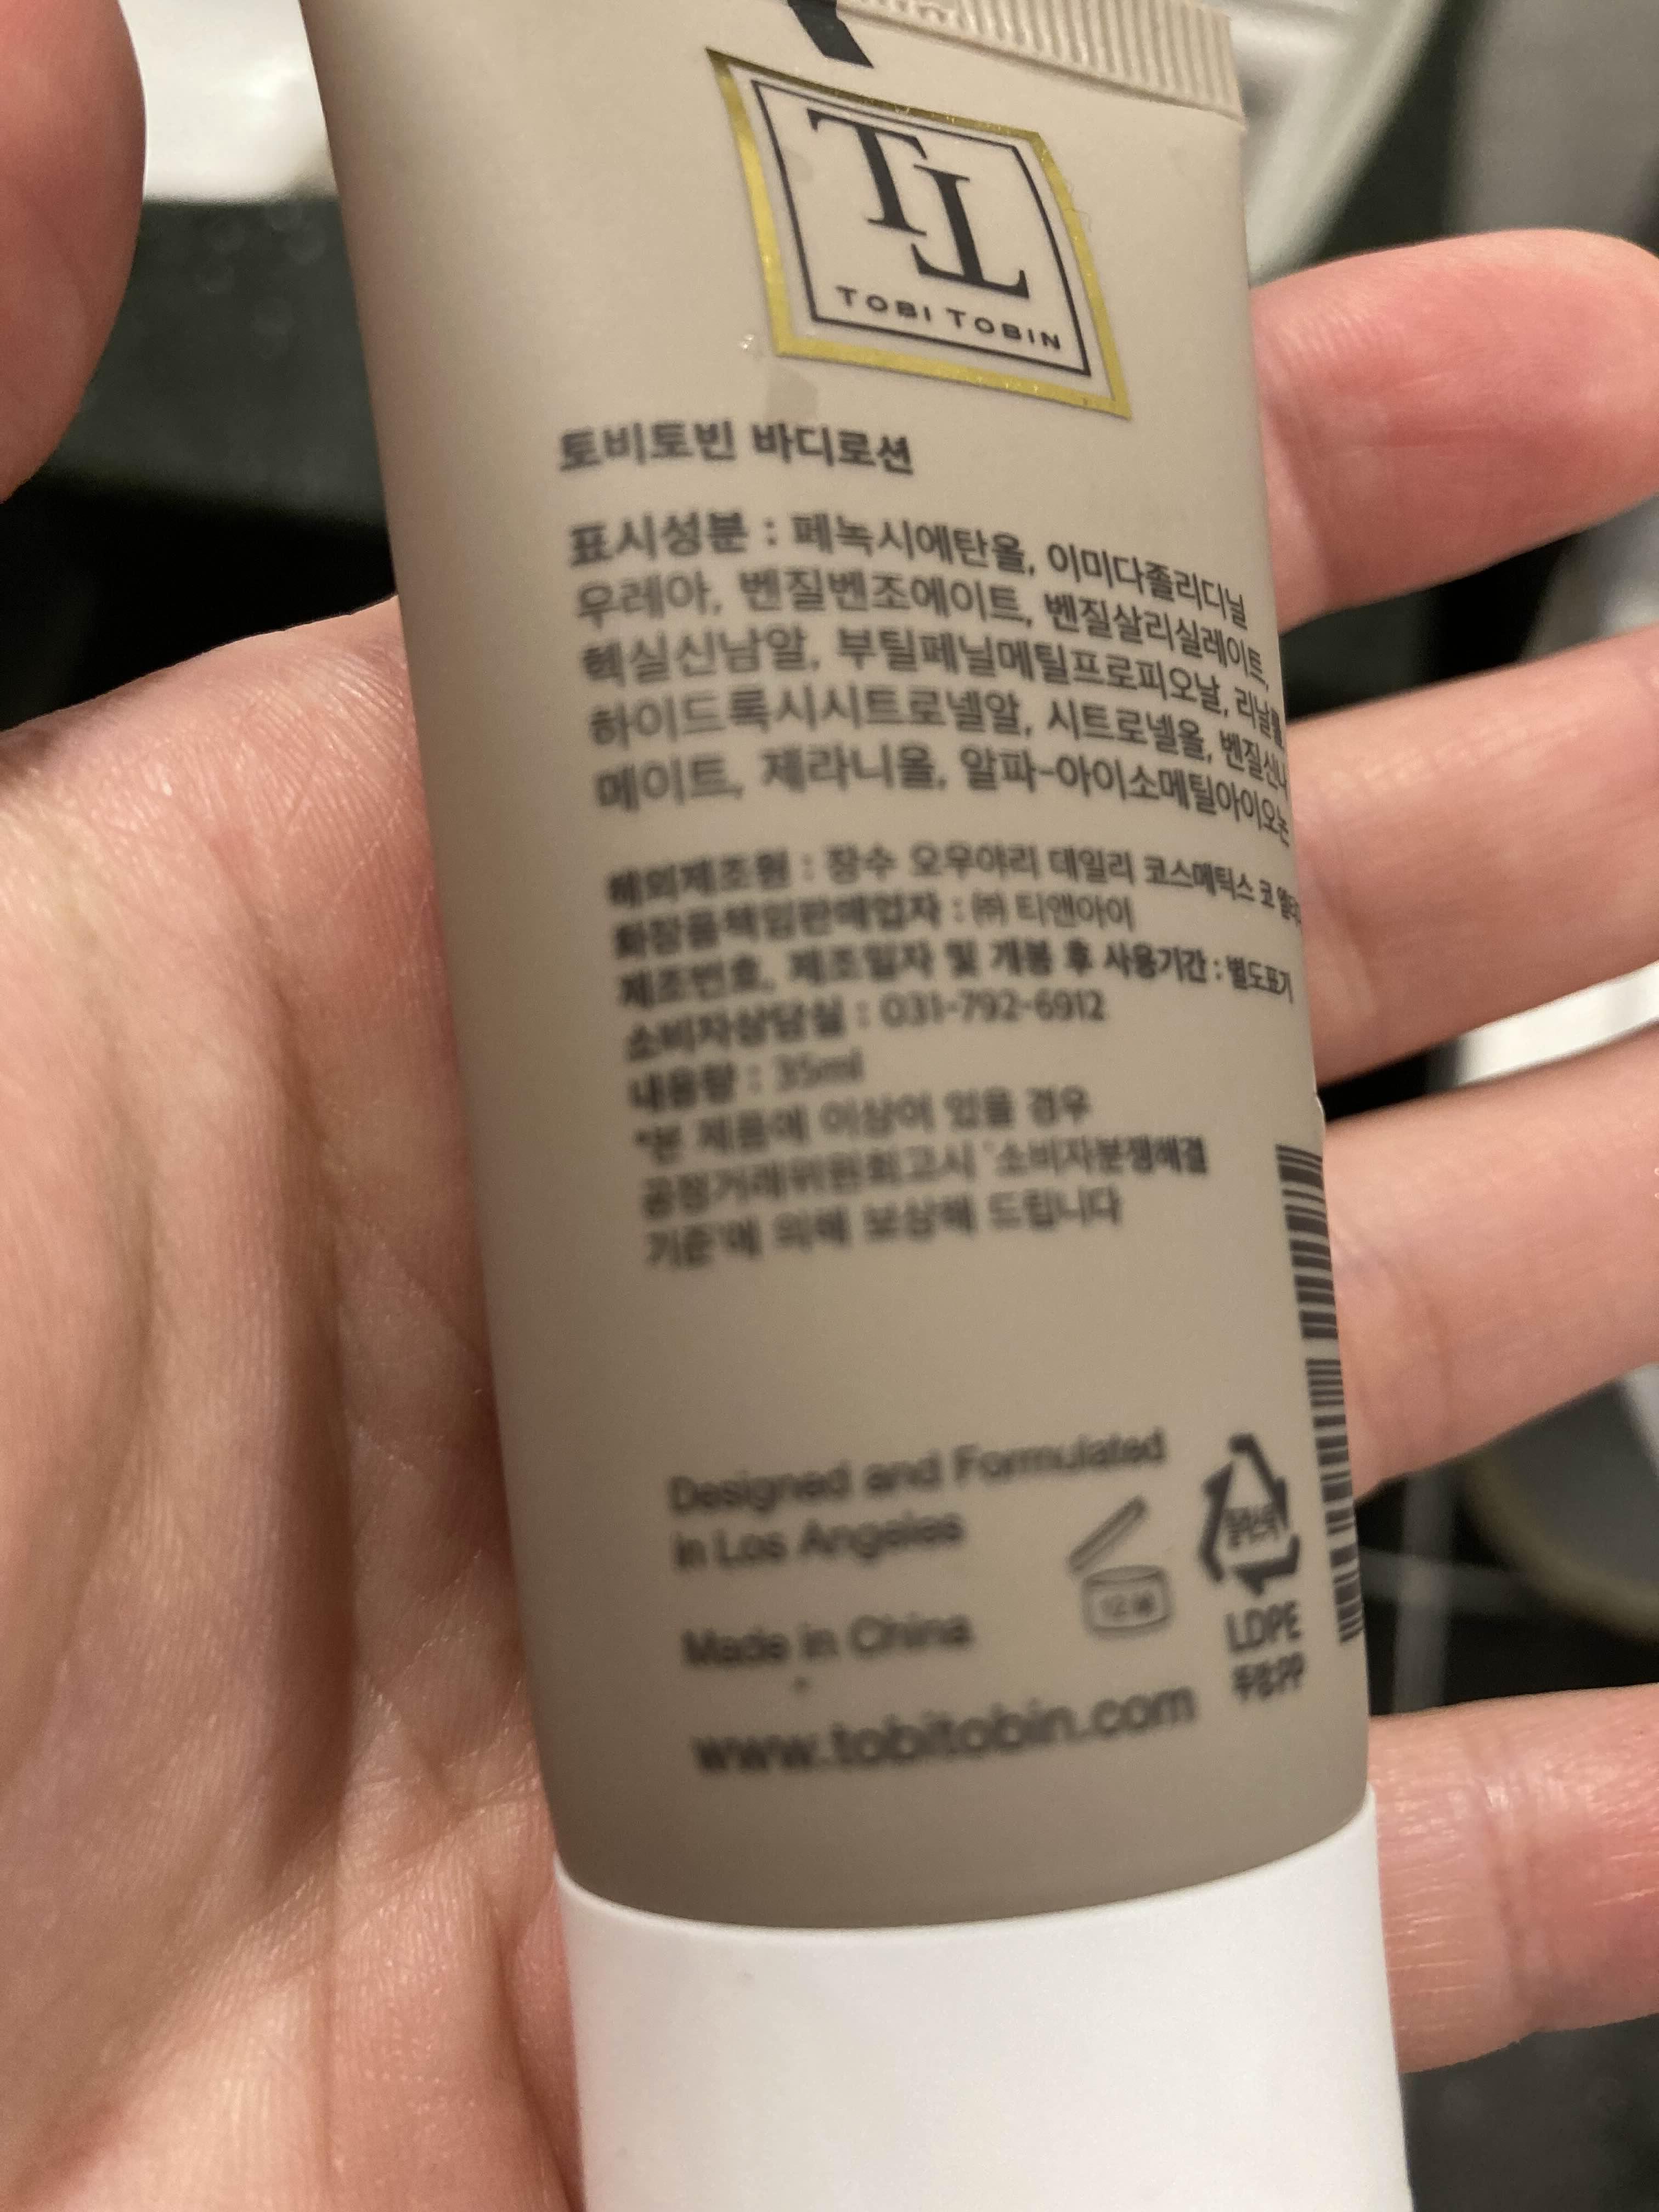 TL
TOBI TOBIN
토비토빈 바디로션
표시성분 : 페녹시에탄올, 이미다졸리디닐
우레아, 벤질벤조에이트, 벤질살리실레이트,
헥실신남알, 부틸페닐메틸프로피오날, 리날룰,
하이드록시시트로넬알, 시트로넬올, 벤질신나
메이트, 제라니올, 알파-아이소메틸아이오논
해외제조원 : 장수 오우야리 데일리 코스메틱스 코
화장품책임판매업자 : ㈜ 티앤아이
제조번호, 제조일자 및 개봉 후 사용기간 : 별도표기
소비자상담실 : 031-792-6912
내용량 : 35ml
*본 제품에 이상이 있을 경우
공정거래위원회고시 '소비자분쟁해결
기준'에 의해 보상해 드립니다
Designed and Formulated
in Los Angeles
Made in China
www.tobitobin.com
12 M
LDPE
뚜껑:PP